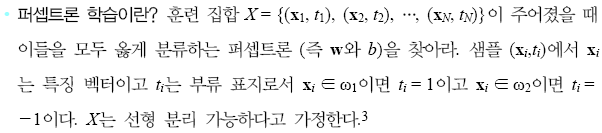 • 퍼셉트론 학습이란? 훈련 집합 X = {(x₁, t₁), (x₂, t₂), ⋯, (x_N, t_N)}이 주어졌을 때
이들을 모두 옳게 분류하는 퍼셉트론 (즉 w와 b)을 찾아라. 샘플 (xᵢ,tᵢ)에서 xᵢ
는 특징 벡터이고 tᵢ는 부류 표지로서 xᵢ ∈ ω₁이면 tᵢ = 1이고 xᵢ ∈ ω₂이면 tᵢ =
−1이다. X는 선형 분리 가능하다고 가정한다.³